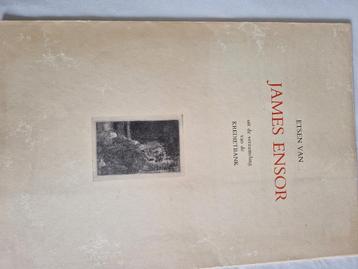 ETSEN VAN
JAMES ENSOR
uit de verzameling
van de
KREDIETBANK